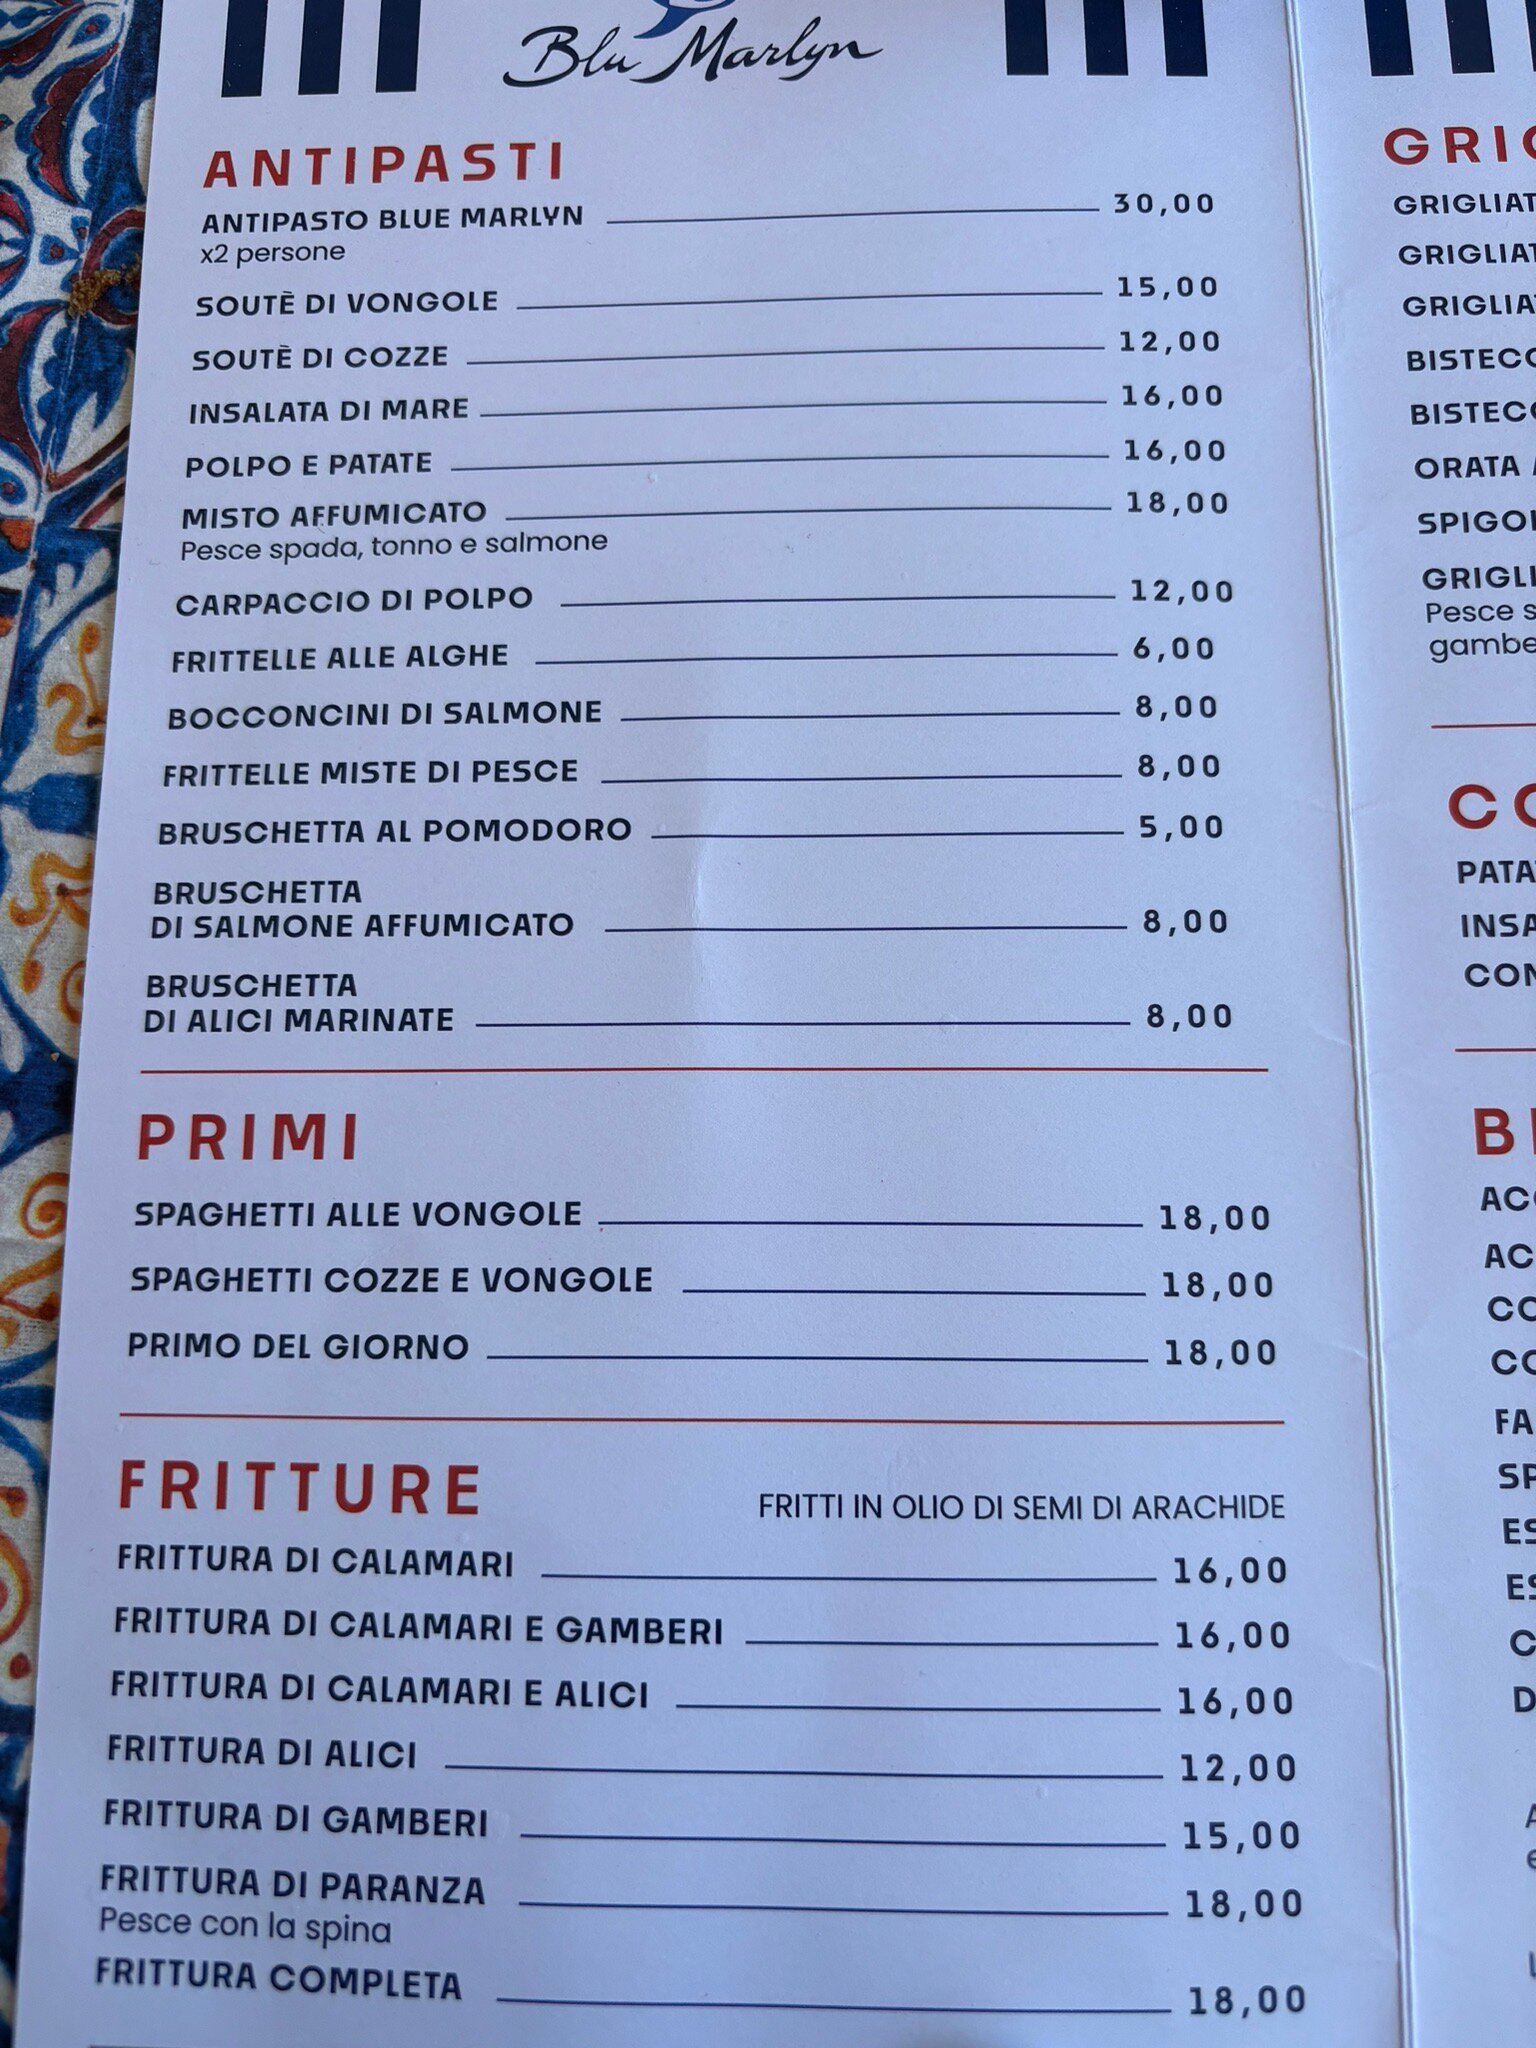 Blu Marlyn
ANTIPASTI
ANTIPASTO BLUE MARLYN 30,00
x2 persone
SOUTÈ DI VONGOLE 15,00
SOUTÈ DI COZZE 12,00
INSALATA DI MARE 16,00
POLPO E PATATE 16,00
MISTO AFFUMICATO 18,00
Pesce spada, tonno e salmone
CARPACCIO DI POLPO 12,00
FRITTELLE ALLE ALGHE 6,00
BOCCONCINI DI SALMONE 8,00
FRITTELLE MISTE DI PESCE 8,00
BRUSCHETTA AL POMODORO 5,00
BRUSCHETTA
DI SALMONE AFFUMICATO 8,00
BRUSCHETTA
DI ALICI MARINATE 8,00
PRIMI
SPAGHETTI ALLE VONGOLE 18,00
SPAGHETTI COZZE E VONGOLE 18,00
PRIMO DEL GIORNO 18,00
FRITTURE FRITTI IN OLIO DI SEMI DI ARACHIDE
FRITTURA DI CALAMARI 16,00
FRITTURA DI CALAMARI E GAMBERI 16,00
FRITTURA DI CALAMARI E ALICI 16,00
FRITTURA DI ALICI 12,00
FRITTURA DI GAMBERI 15,00
FRITTURA DI PARANZA 18,00
Pesce con la spina
FRITTURA COMPLETA 18,00
ORATA
Pesce